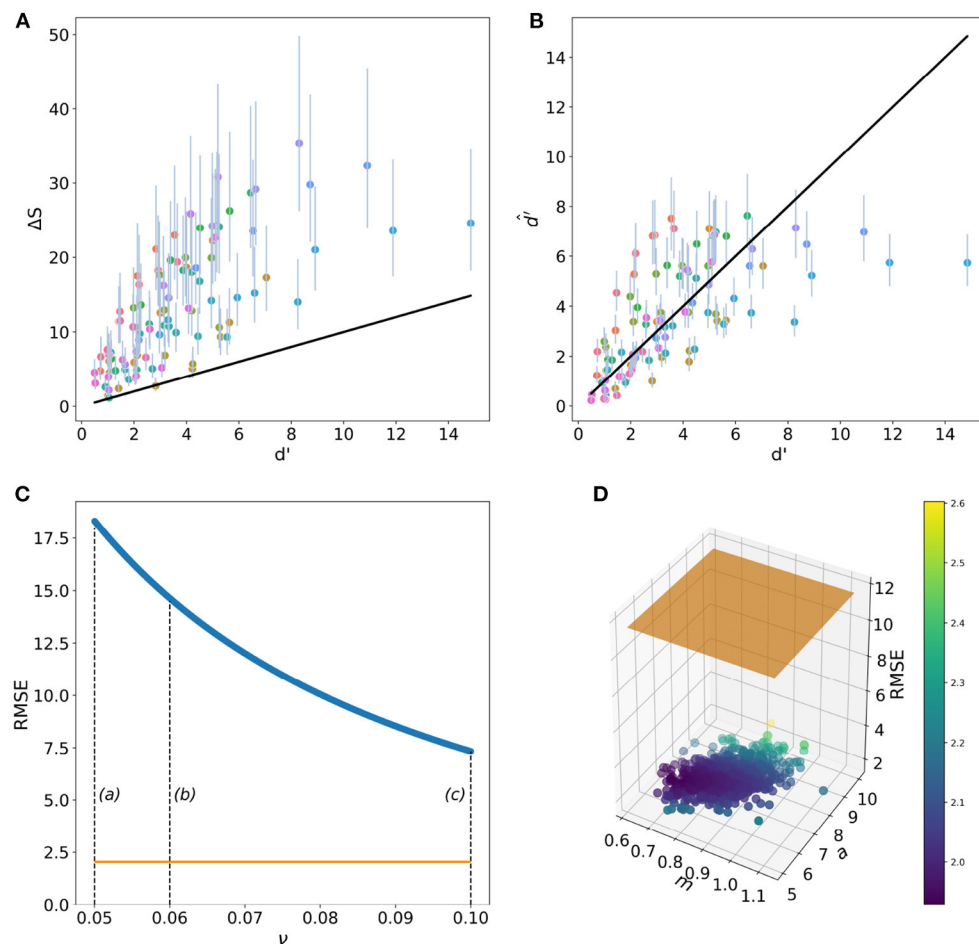 A
50
40
30
20
10
0
ΔS
0 2 4 6 8 10 12 14
d'
B
14
12
10
8
6
4
2
0
d̂'
0 2 4 6 8 10 12 14
d'
C
17.5
15.0
12.5
10.0
7.5
5.0
2.5
0.0
RMSE
(a) (b) (c)
0.05 0.06 0.07 0.08 0.09 0.10
ν
D
12
10
8
6
4
2
RMSE
0.6 0.7 0.8 0.9 1.0 1.1
m
5 6 7 8 9 10
a
2.6
2.5
2.4
2.3
2.2
2.1
2.0